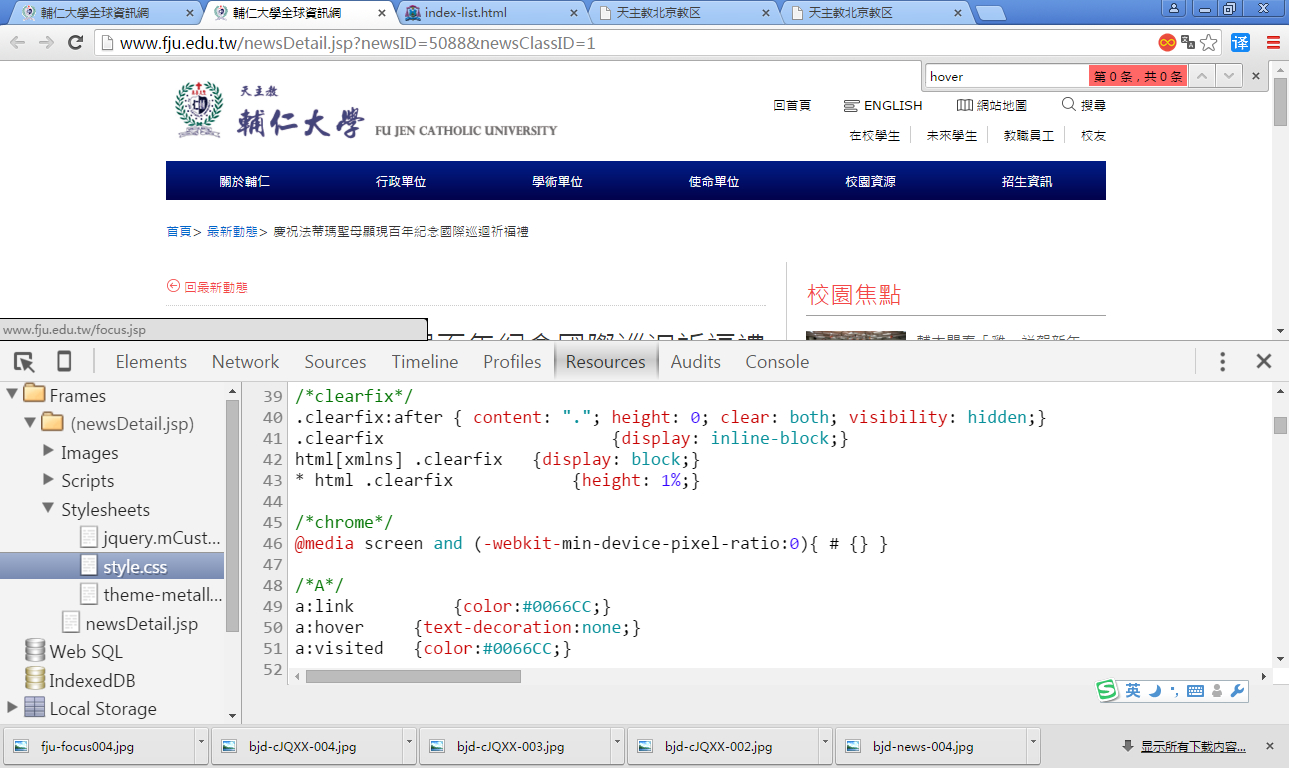 輔仁大學全球資訊網
輔仁大學全球資訊網
index-list.html
天主教北京教区
天主教北京教区
www.fju.edu.tw/newsDetail.jsp?newsID=5088&newsClassID=1
译
hover
第 0 条，共 0 条
天主教
輔仁大學 FU JEN CATHOLIC UNIVERSITY
回首頁 ENGLISH 網站地圖 搜尋
在校學生 未來學生 教職員工 校友
關於輔仁 行政單位 學術單位 使命單位 校園資源 招生資訊
首頁> 最新動態> 慶祝法蒂瑪聖母顯現百年紀念國際巡迴祈福禮
回最新動態
校園焦點
www.fju.edu.tw/focus.jsp
百年紀念國際巡迴祈福禮
Elements Network Sources Timeline Profiles Resources Audits Console
Frames
(newsDetail.jsp)
Images
Scripts
Stylesheets
jquery.mCust...
style.css
theme-metall...
newsDetail.jsp
Web SQL
IndexedDB
Local Storage
39 /*clearfix*/
40 .clearfix:after { content: "."; height: 0; clear: both; visibility: hidden;}
41 .clearfix {display: inline-block;}
42 html[xmlns] .clearfix {display: block;}
43 * html .clearfix {height: 1%;}
44
45 /*chrome*/
46 @media screen and (-webkit-min-device-pixel-ratio:0){ # {} }
47
48 /*A*/
49 a:link {color:#0066CC;}
50 a:hover {text-decoration:none;}
51 a:visited {color:#0066CC;}
52
S 英
fju-focus004.jpg
bjd-cJQXX-004.jpg
bjd-cJQXX-003.jpg
bjd-cJQXX-002.jpg
bjd-news-004.jpg
显示所有下载内容...